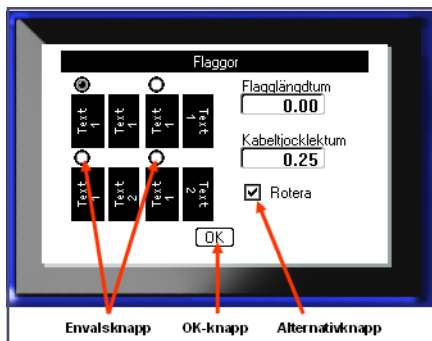 Flaggor
Flagglängdtum
0.00
Text 1 Text 1 Text 1 Text 1
Kabeltjocklektum
0.25
Text 1 Text 2 Text 1 Text 2
Rotera
OK
Envalsknapp OK-knapp Alternativknapp